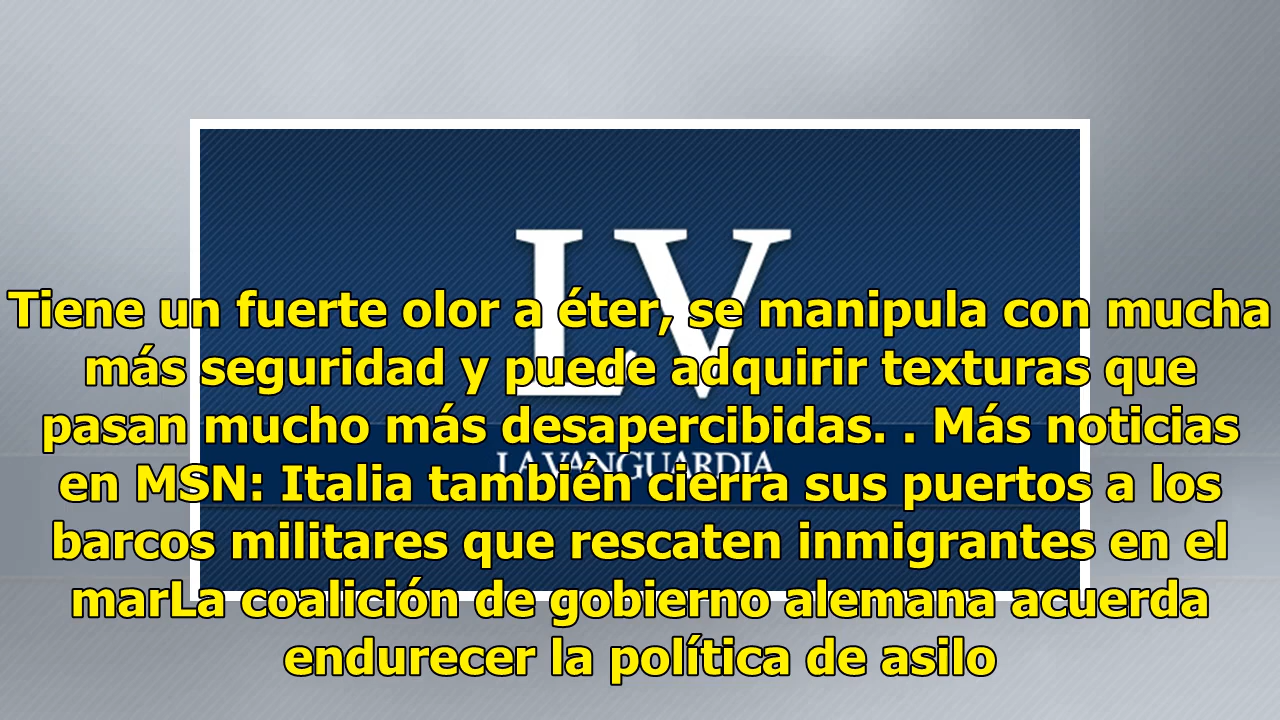 LV
LA VANGUARDIA
Tiene un fuerte olor a éter, se manipula con mucha
más seguridad y puede adquirir texturas que
pasan mucho más desapercibidas. . Más noticias
en MSN: Italia también cierra sus puertos a los
barcos militares que rescaten inmigrantes en el
marLa coalición de gobierno alemana acuerda
endurecer la política de asilo